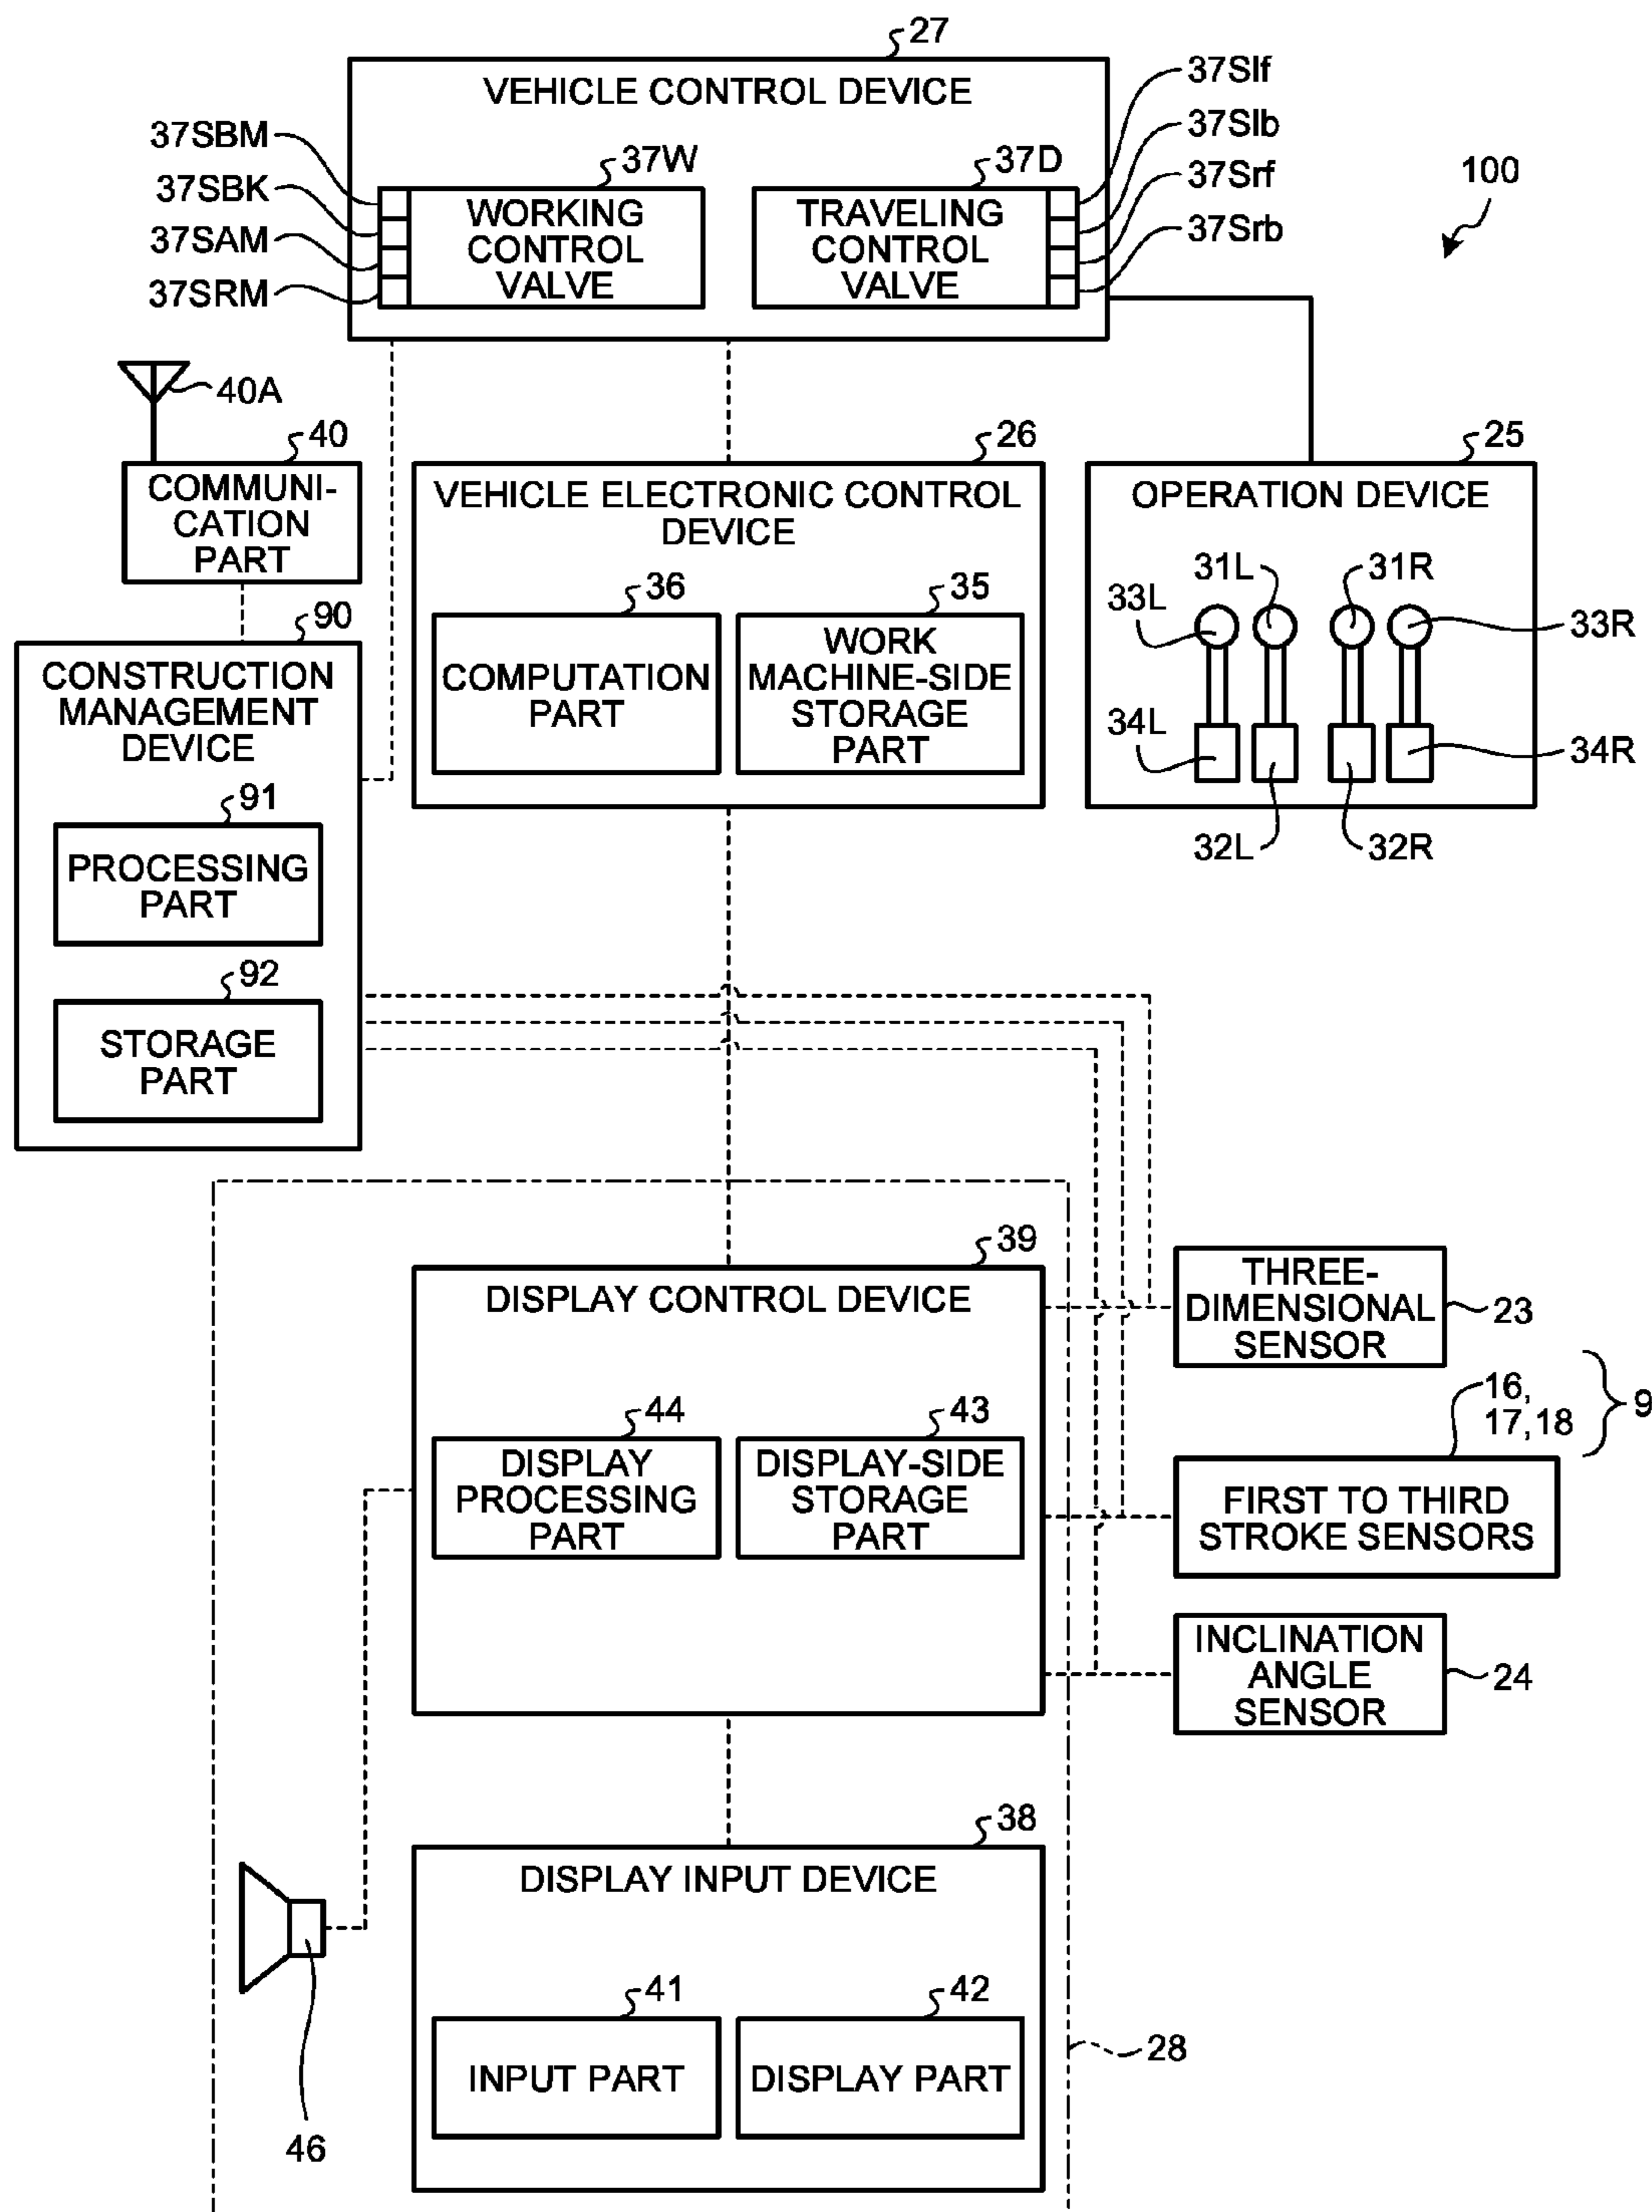 27
VEHICLE CONTROL DEVICE
37Slf
37Slb
37Srf
37Srb
37SBM
37SBK
37SAM
37SRM
37W
WORKING
CONTROL
VALVE
37D
TRAVELING
CONTROL
VALVE
100
40A
40
COMMUNI-
CATION
PART
26
VEHICLE ELECTRONIC CONTROL
DEVICE
36
COMPUTATION
PART
35
WORK
MACHINE-SIDE
STORAGE
PART
25
OPERATION DEVICE
31L
31R
33L
33R
34L
34R
32L
32R
90
CONSTRUCTION
MANAGEMENT
DEVICE
91
PROCESSING
PART
92
STORAGE
PART
39
DISPLAY CONTROL DEVICE
44
DISPLAY
PROCESSING
PART
43
DISPLAY-SIDE
STORAGE
PART
THREE-
DIMENSIONAL
SENSOR
23
16,
17,18
9
FIRST TO THIRD
STROKE SENSORS
INCLINATION
ANGLE
SENSOR
24
38
DISPLAY INPUT DEVICE
41
INPUT PART
42
DISPLAY PART
28
46